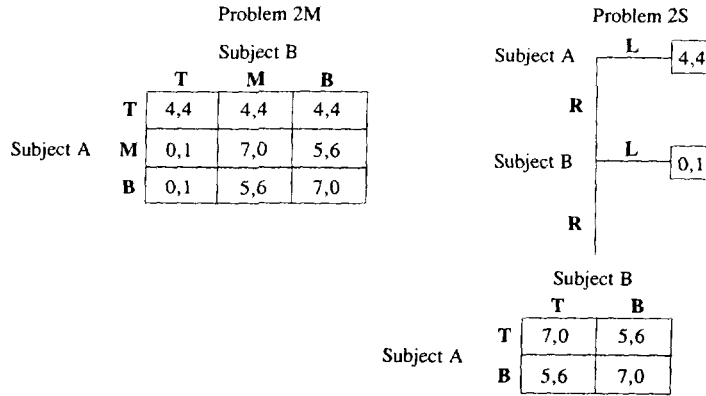 Problem 2M
Subject B
T M B
T 4,4 4,4 4,4
Subject A M 0,1 7,0 5,6
B 0,1 5,6 7,0
Problem 2S
Subject A L 4,4
R
Subject B L 0,1
R
Subject B
T B
T 7,0 5,6
Subject A
B 5,6 7,0